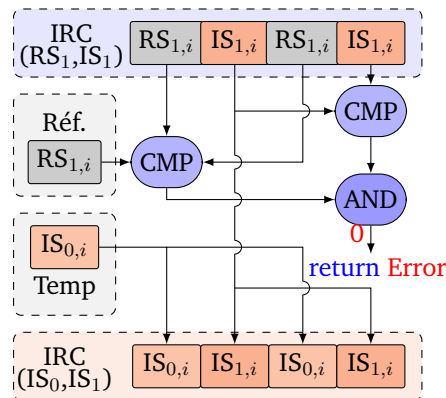 IRC
(RS₁,IS₁)
RS₁,ᵢ IS₁,ᵢ RS₁,ᵢ IS₁,ᵢ
Réf.
RS₁,ᵢ
CMP
CMP
AND
0
return Error
IS₀,ᵢ
Temp
IRC
(IS₀,IS₁)
IS₀,ᵢ IS₁,ᵢ IS₀,ᵢ IS₁,ᵢ